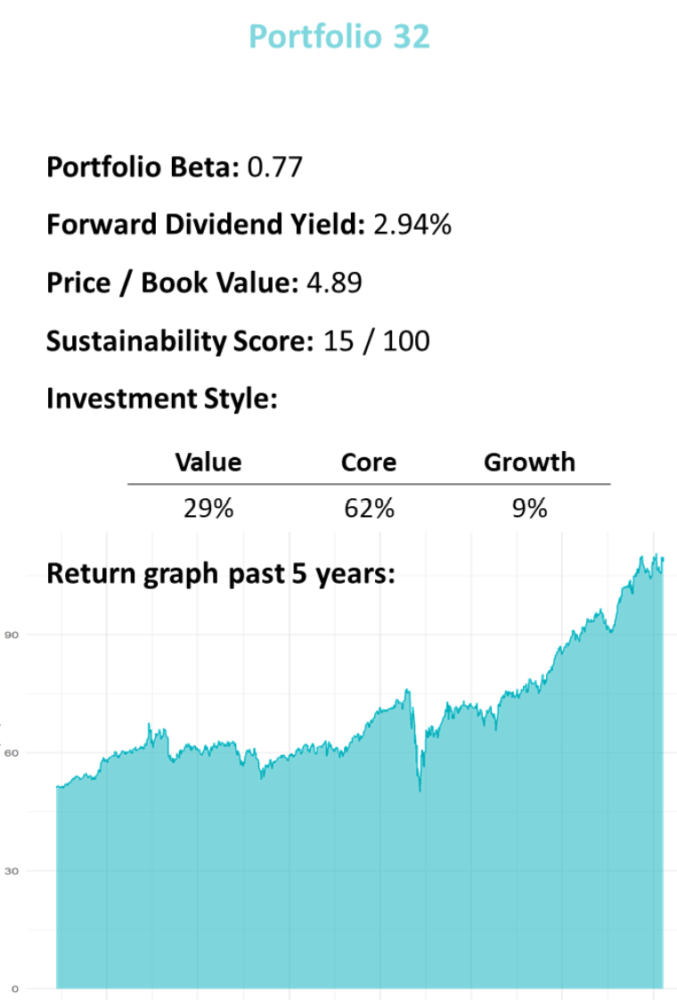 Portfolio 32
Portfolio Beta: 0.77
Forward Dividend Yield: 2.94%
Price / Book Value: 4.89
Sustainability Score: 15 / 100
Investment Style:
Value Core Growth
29% 62% 9%
Return graph past 5 years:
90
60
30
0